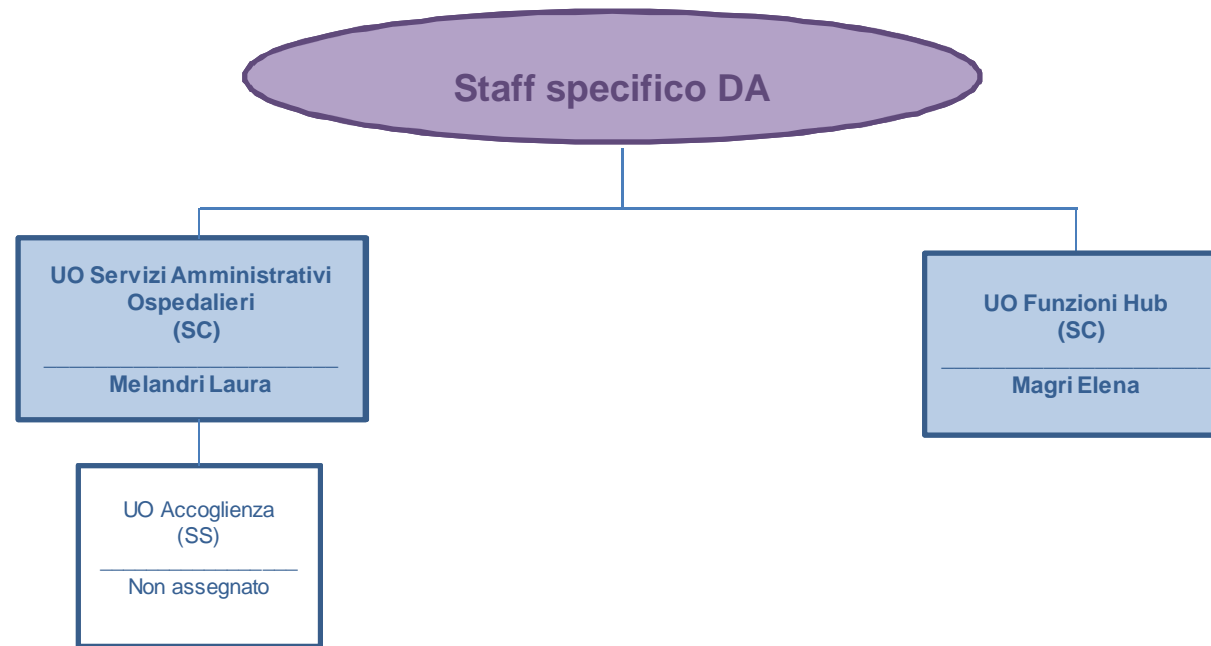 Staff specifico DA
UO Servizi Amministrativi
Ospedalieri
(SC)
Melandri Laura
UO Funzioni Hub
(SC)
Magri Elena
UO Accoglienza
(SS)
Non assegnato